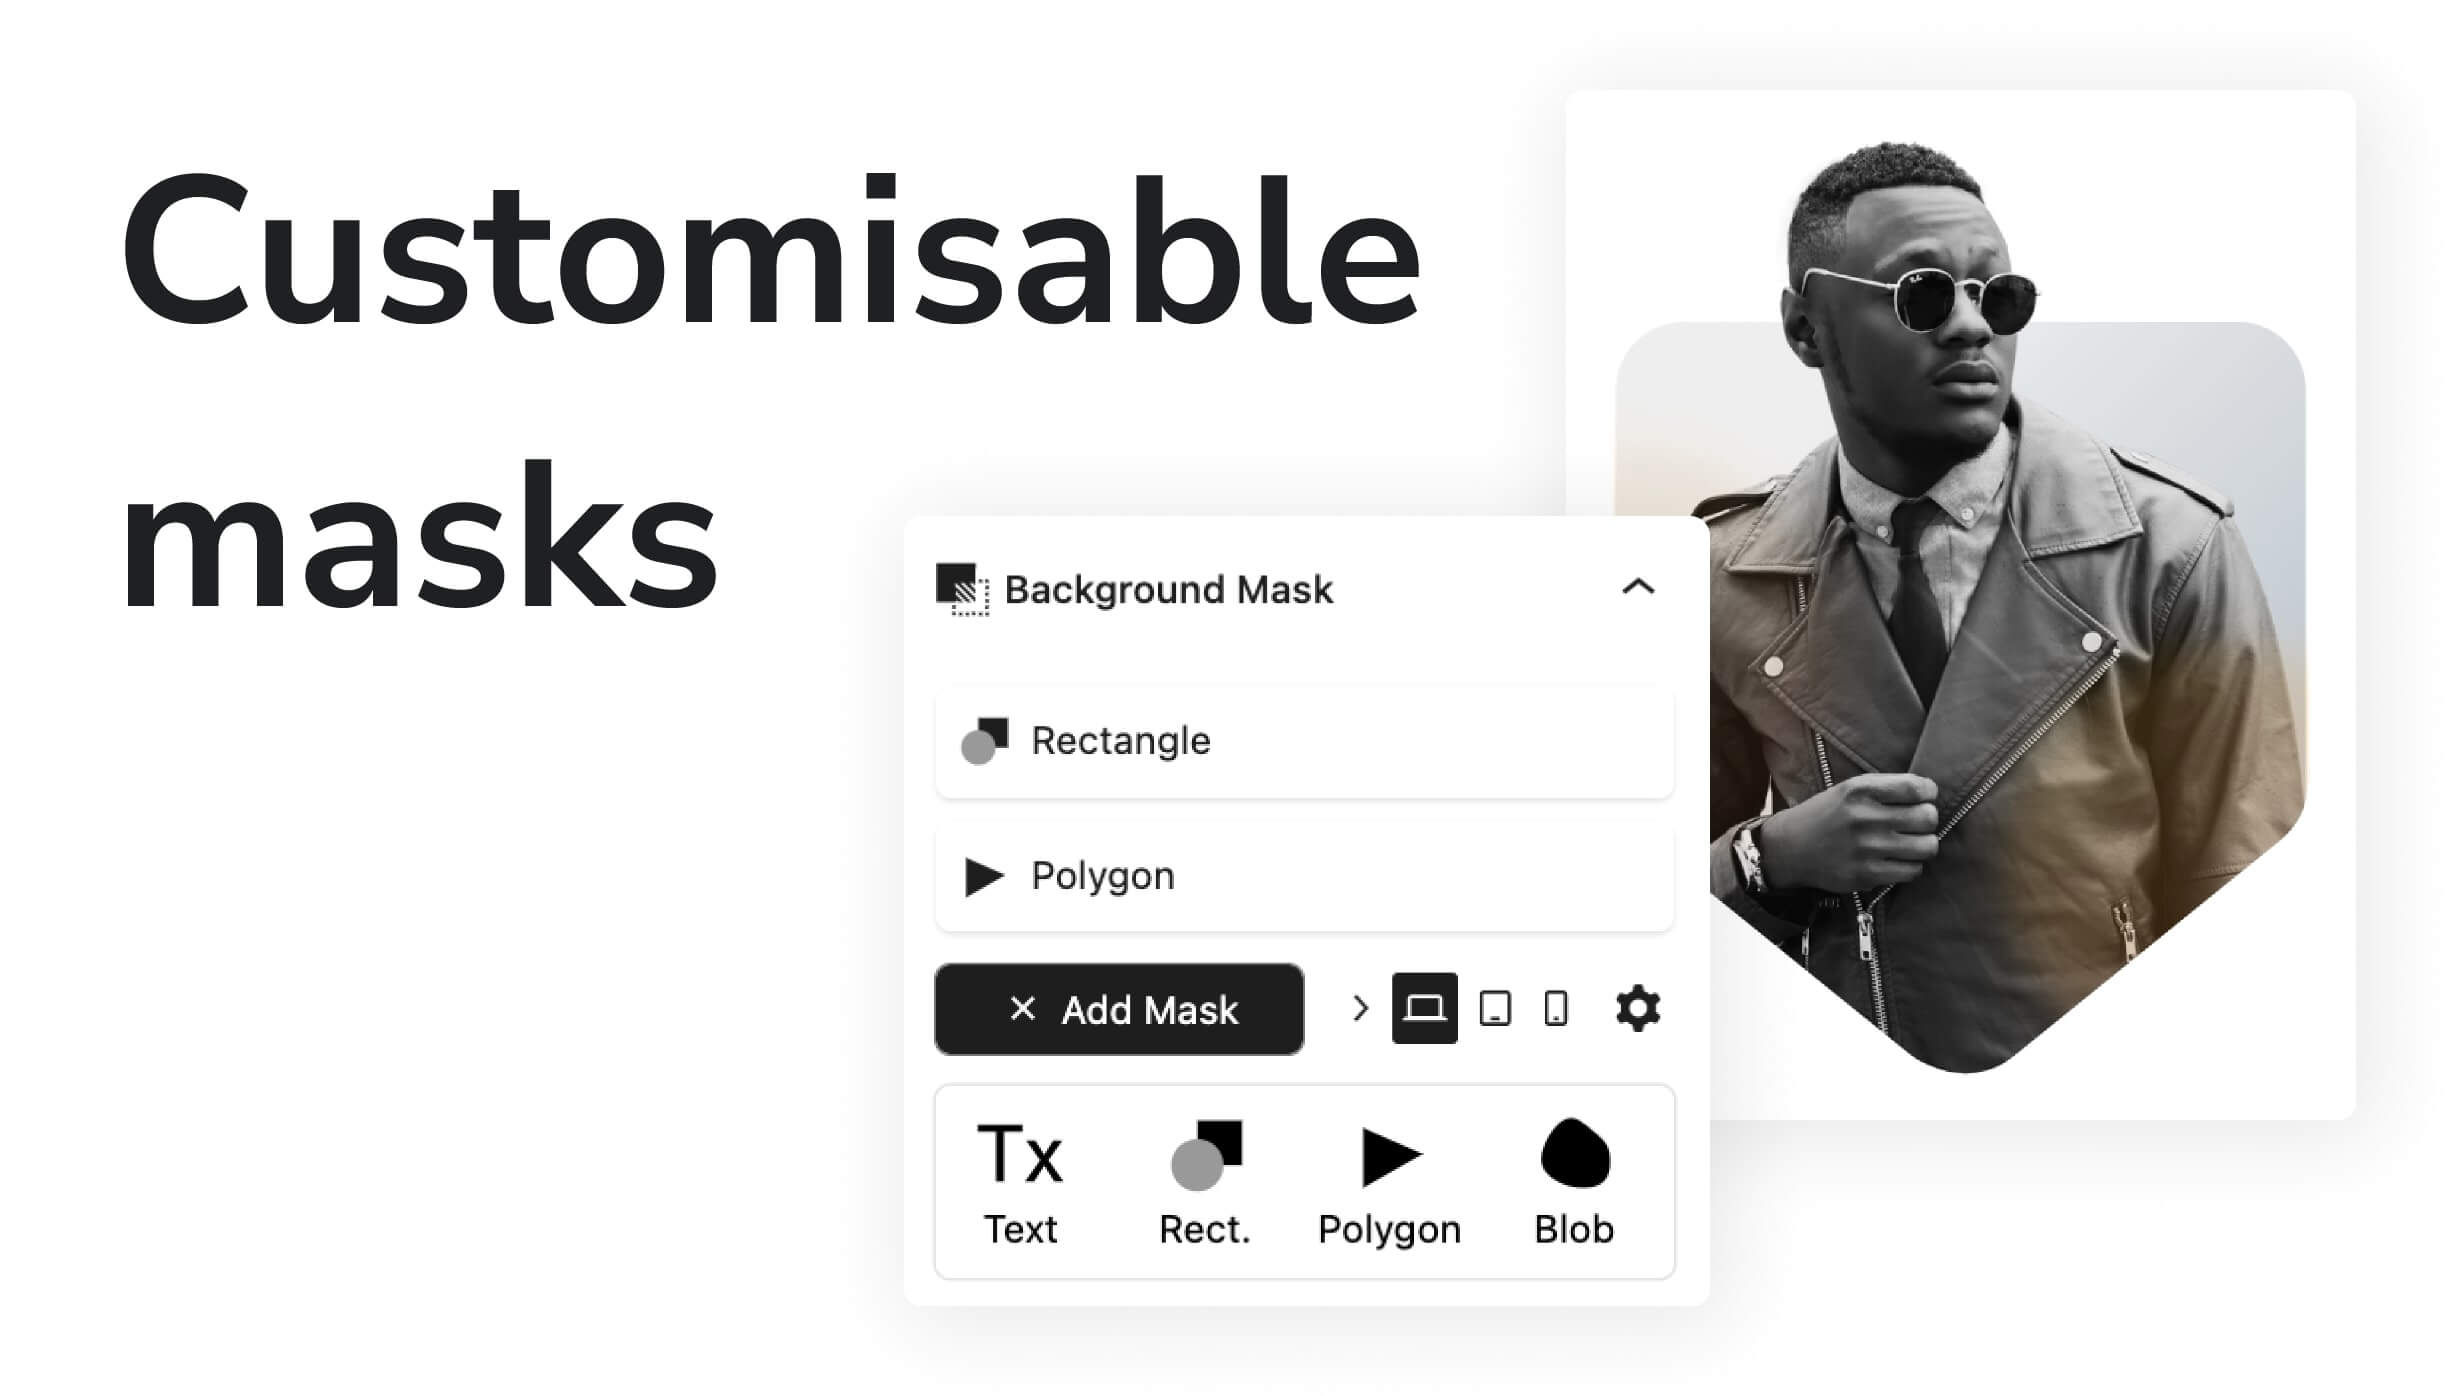 Customisable
masks
Background Mask
Rectangle
Polygon
Add Mask
Tx
Text
Rect.
Polygon
Blob